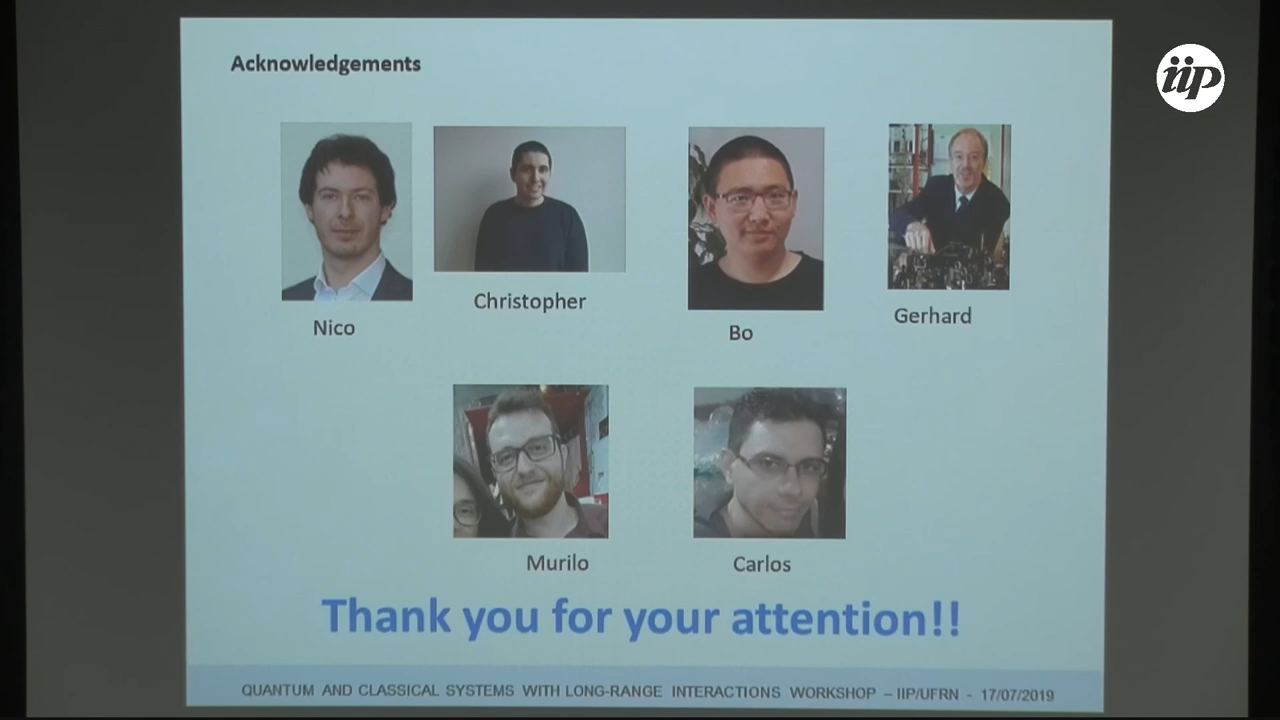 Acknowledgements
iip
Nico
Christopher
Bo
Gerhard
Murilo
Carlos
Thank you for your attention!!
QUANTUM AND CLASSICAL SYSTEMS WITH LONG-RANGE INTERACTIONS WORKSHOP – IIP/UFRN - 17/07/2019